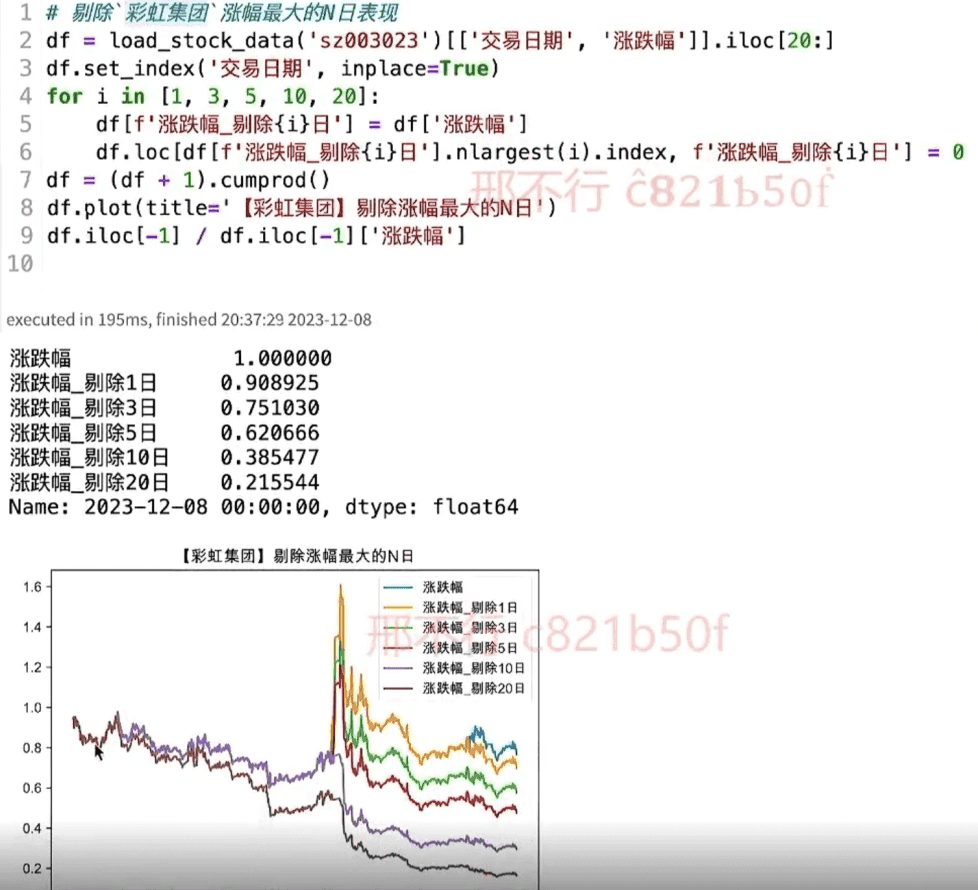 1 # 剔除`彩虹集团`涨幅最大的N日表现
2 df = load_stock_data('sz003023')[['交易日期', '涨跌幅']].iloc[20:]
3 df.set_index('交易日期', inplace=True)
4 for i in [1, 3, 5, 10, 20]:
5     df[f'涨跌幅_剔除{i}日'] = df['涨跌幅']
6     df.loc[df[f'涨跌幅_剔除{i}日'].nlargest(i).index, f'涨跌幅_剔除{i}日'] = 0
7 df = (df + 1).cumprod()
邢不行 c821b50f
8 df.plot(title='【彩虹集团】剔除涨幅最大的N日')
9 df.iloc[-1] / df.iloc[-1]['涨跌幅']
10
executed in 195ms, finished 20:37:29 2023-12-08
涨跌幅 1.000000
涨跌幅_剔除1日 0.908925
涨跌幅_剔除3日 0.751030
涨跌幅_剔除5日 0.620666
涨跌幅_剔除10日 0.385477
涨跌幅_剔除20日 0.215544
Name: 2023-12-08 00:00:00, dtype: float64
【彩虹集团】剔除涨幅最大的N日
1.6
1.4
1.2
1.0
0.8
0.6
0.4
0.2
涨跌幅
涨跌幅_剔除1日
涨跌幅_剔除3日
涨跌幅_剔除5日
涨跌幅_剔除10日
涨跌幅_剔除20日
邢不行 c821b50f